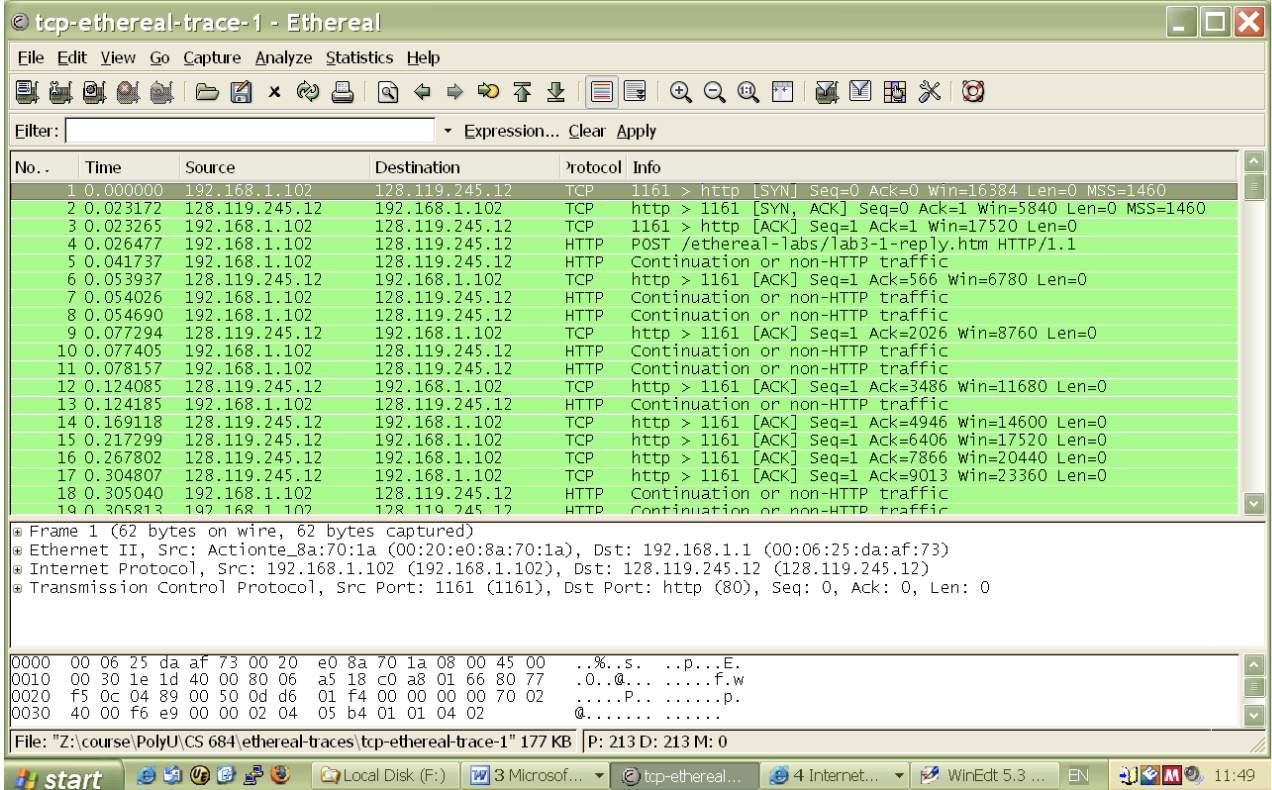 tcp-ethereal-trace-1 - Ethereal
File Edit View Go Capture Analyze Statistics Help
Filter: Expression... Clear Apply
No. . Time Source Destination Protocol Info
1 0.000000 192.168.1.102 128.119.245.12 TCP 1161 > http [SYN] Seq=0 Ack=0 Win=16384 Len=0 MSS=1460
2 0.023172 128.119.245.12 192.168.1.102 TCP http > 1161 [SYN, ACK] Seq=0 Ack=1 Win=5840 Len=0 MSS=1460
3 0.023265 192.168.1.102 128.119.245.12 TCP 1161 > http [ACK] Seq=1 Ack=1 Win=17520 Len=0
4 0.026477 192.168.1.102 128.119.245.12 HTTP POST /ethereal-labs/lab3-1-reply.htm HTTP/1.1
5 0.041737 192.168.1.102 128.119.245.12 HTTP Continuation or non-HTTP traffic
6 0.053937 128.119.245.12 192.168.1.102 TCP http > 1161 [ACK] Seq=1 Ack=566 Win=6780 Len=0
7 0.054026 192.168.1.102 128.119.245.12 HTTP Continuation or non-HTTP traffic
8 0.054690 192.168.1.102 128.119.245.12 HTTP Continuation or non-HTTP traffic
9 0.077294 128.119.245.12 192.168.1.102 TCP http > 1161 [ACK] Seq=1 Ack=2026 Win=8760 Len=0
10 0.077405 192.168.1.102 128.119.245.12 HTTP Continuation or non-HTTP traffic
11 0.078157 192.168.1.102 128.119.245.12 HTTP Continuation or non-HTTP traffic
12 0.124085 128.119.245.12 192.168.1.102 TCP http > 1161 [ACK] Seq=1 Ack=3486 Win=11680 Len=0
13 0.124185 192.168.1.102 128.119.245.12 HTTP Continuation or non-HTTP traffic
14 0.169118 128.119.245.12 192.168.1.102 TCP http > 1161 [ACK] Seq=1 Ack=4946 Win=14600 Len=0
15 0.217299 128.119.245.12 192.168.1.102 TCP http > 1161 [ACK] Seq=1 Ack=6406 Win=17520 Len=0
16 0.267802 128.119.245.12 192.168.1.102 TCP http > 1161 [ACK] Seq=1 Ack=7866 Win=20440 Len=0
17 0.304807 128.119.245.12 192.168.1.102 TCP http > 1161 [ACK] Seq=1 Ack=9013 Win=23360 Len=0
18 0.305040 192.168.1.102 128.119.245.12 HTTP Continuation or non-HTTP traffic
19 0.305813 192.168.1.102 128.119.245.12 HTTP Continuation or non-HTTP traffic
Frame 1 (62 bytes on wire, 62 bytes captured)
Ethernet II, Src: Actionte_8a:70:1a (00:20:e0:8a:70:1a), Dst: 192.168.1.1 (00:06:25:da:af:73)
Internet Protocol, Src: 192.168.1.102 (192.168.1.102), Dst: 128.119.245.12 (128.119.245.12)
Transmission Control Protocol, Src Port: 1161 (1161), Dst Port: http (80), Seq: 0, Ack: 0, Len: 0
0000 00 06 25 da af 73 00 20 e0 8a 70 1a 08 00 45 00 ..%..s. ..p...E.
0010 00 30 1e 1d 40 00 80 06 a5 18 c0 a8 01 66 80 77 .0..@... .....f.w
0020 f5 0c 04 89 00 50 0d d6 01 f4 00 00 00 00 70 02 .....P.. ......p.
0030 40 00 f6 e9 00 00 02 04 05 b4 01 01 04 02 @....... ......
File: "Z:\course\PolyU\CS 684\ethereal-traces\tcp-ethereal-trace-1" 177 KB P: 213 D: 213 M: 0
start Local Disk (F:) 3 Microsof... tcp-ethereal... 4 Internet... WinEdt 5.3 ... EN 11:49